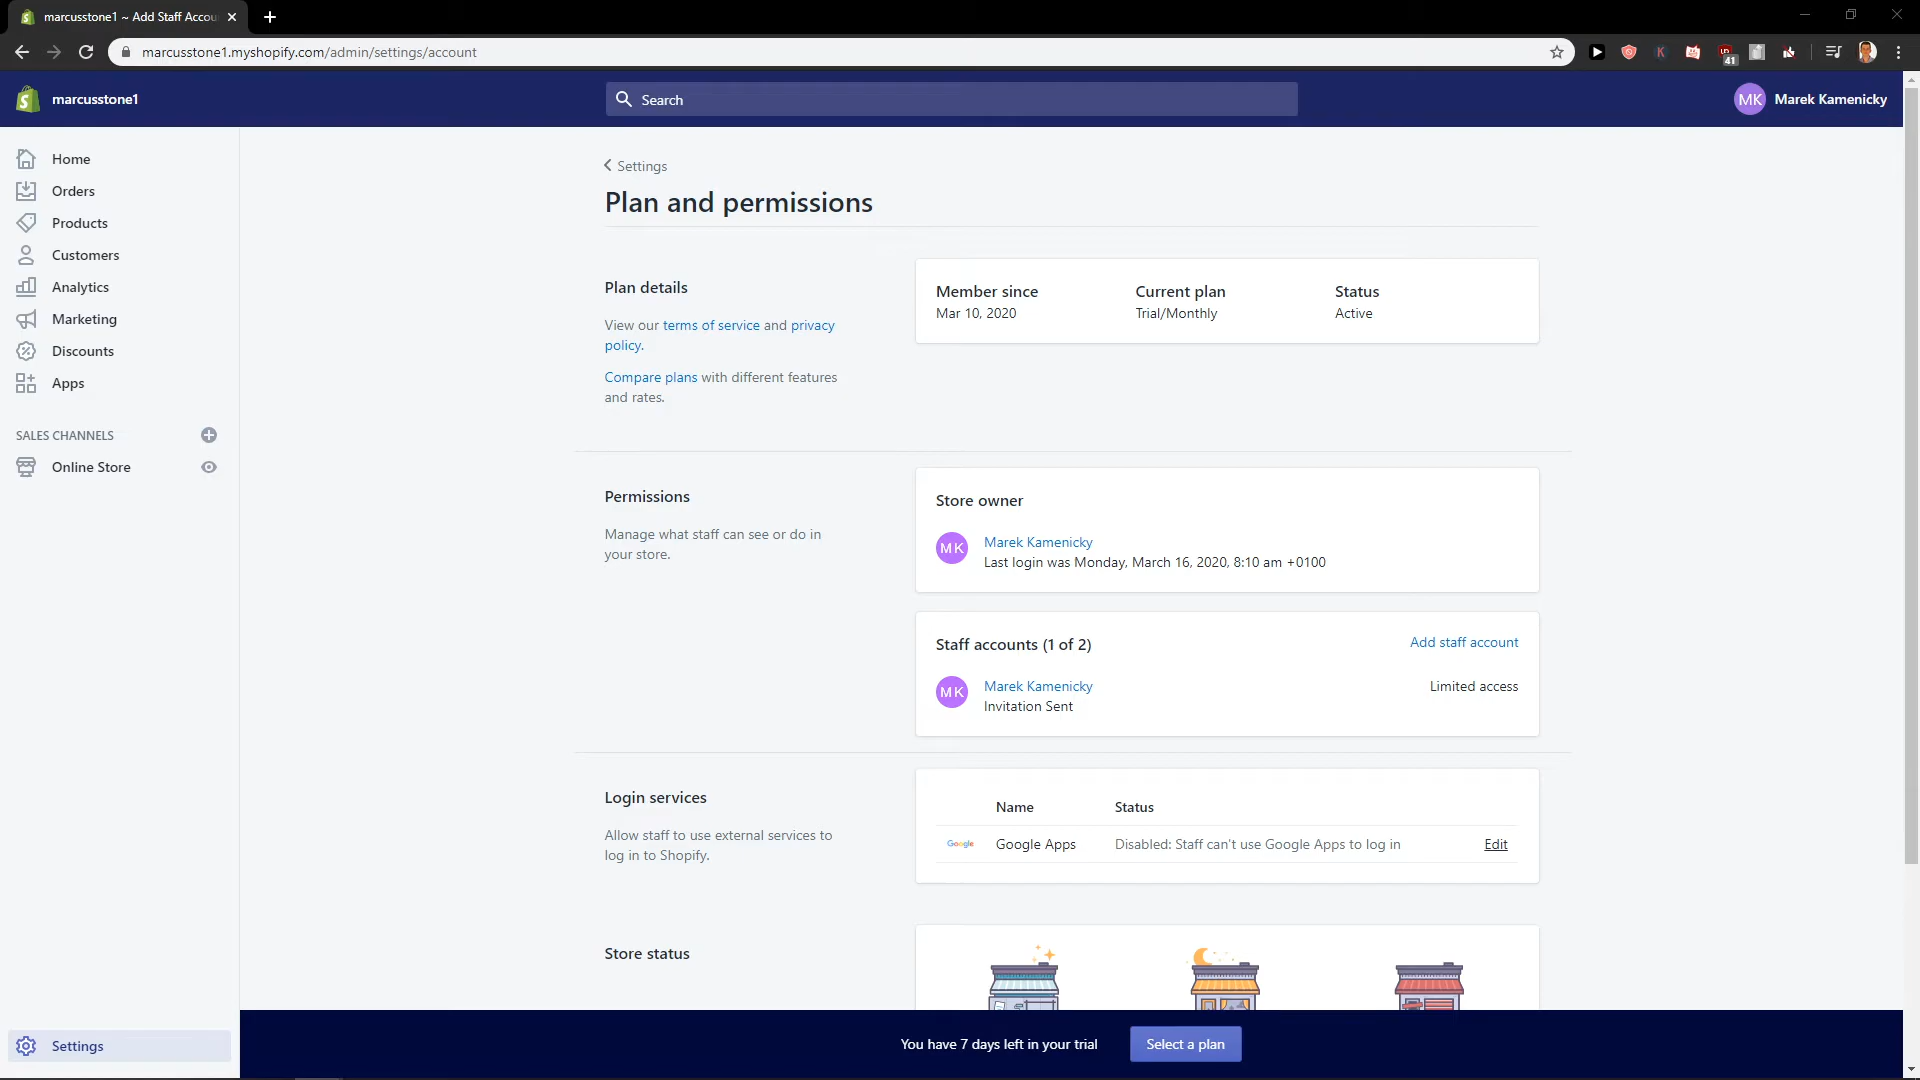 marcusstone1 ~ Add Staff Accou
marcusstone1.myshopify.com/admin/settings/account
41
marcusstone1
Search
MK
Marek Kamenicky
Home
Orders
Products
Customers
Analytics
Marketing
Discounts
Apps
SALES CHANNELS
Online Store
Settings
Settings
Plan and permissions
Plan details
View our terms of service and privacy
policy.
Compare plans with different features
and rates.
Member since
Mar 10, 2020
Current plan
Trial/Monthly
Status
Active
Permissions
Manage what staff can see or do in
your store.
Store owner
MK
Marek Kamenicky
Last login was Monday, March 16, 2020, 8:10 am +0100
Staff accounts (1 of 2)
Add staff account
MK
Marek Kamenicky
Invitation Sent
Limited access
Login services
Allow staff to use external services to
log in to Shopify.
Name
Status
Google
Google Apps
Disabled: Staff can't use Google Apps to log in
Edit
Store status
You have 7 days left in your trial
Select a plan